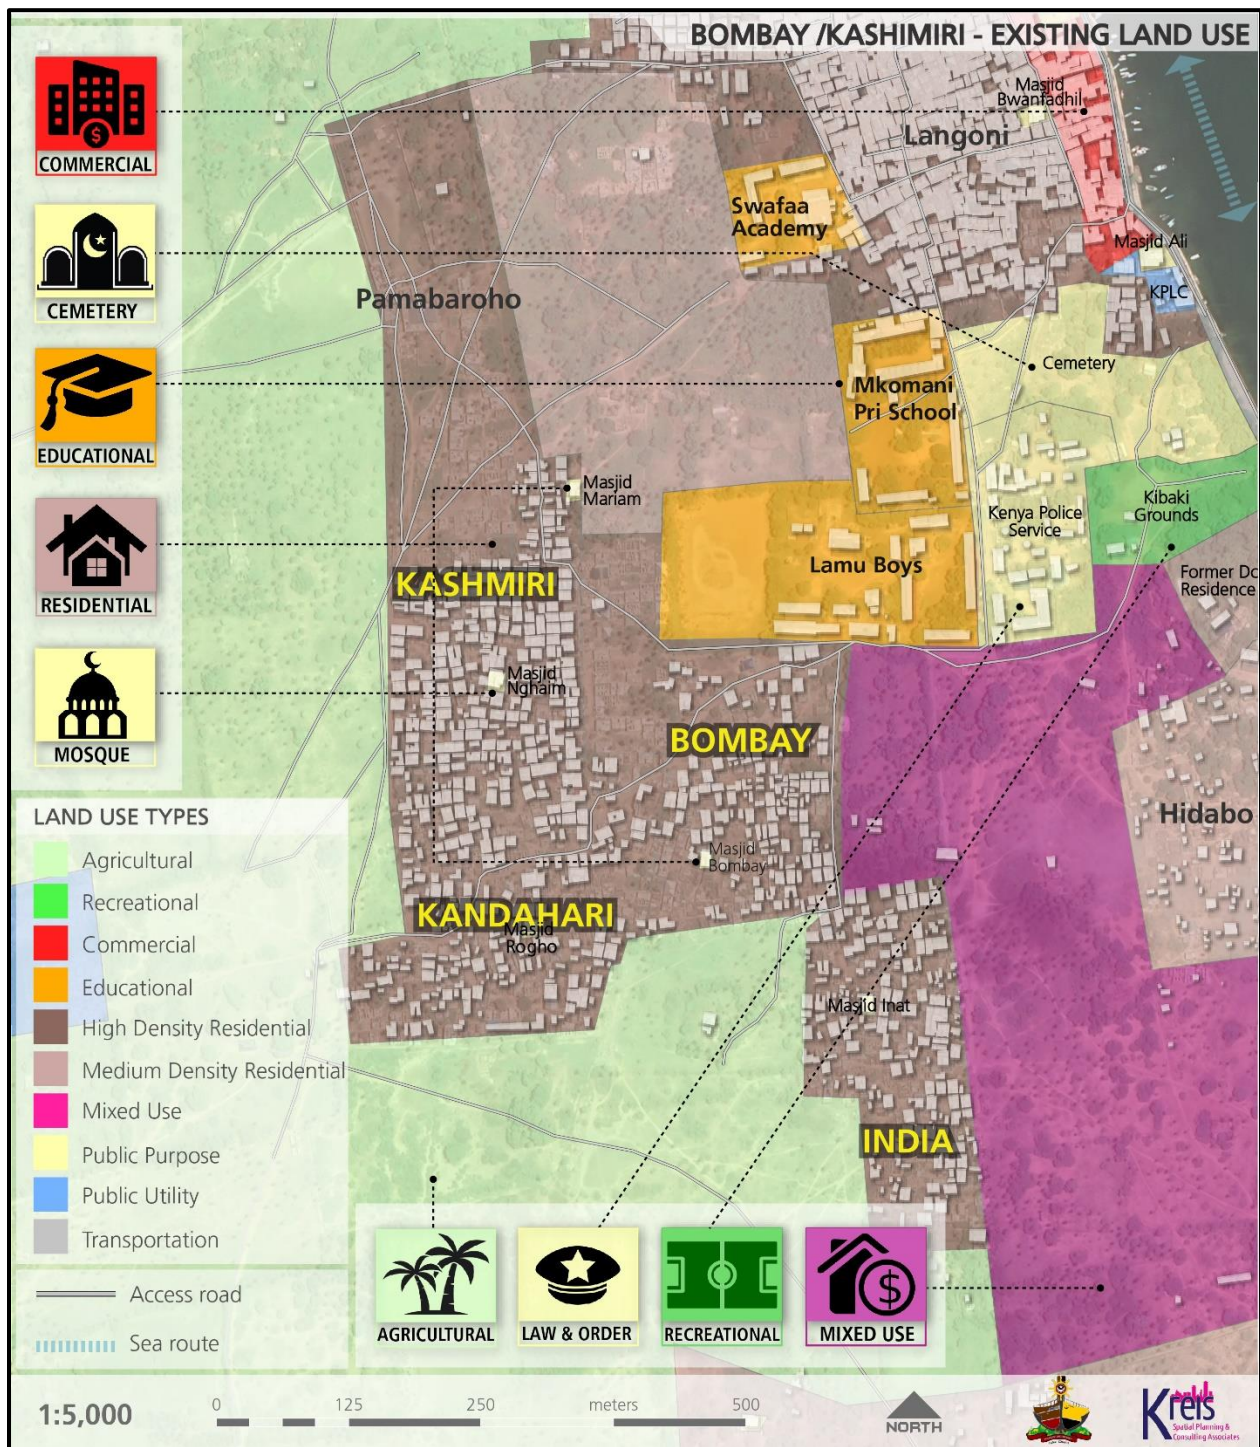 BOMBAY /KASHIMIRI - EXISTING LAND USE
COMMERCIAL
CEMETERY
EDUCATIONAL
RESIDENTIAL
MOSQUE
Masjid
Bwanfadhil
Langoni
Swafaa
Academy
Masjid Ali
KPLC
Pamabaroho
Cemetery
Mkomani
Pri School
Masjid
Mariam
Kenya Police
Service
Kibaki
Grounds
Lamu Boys
Former Dc
Residence
KASHMIRI
Masjid
Nghaim
BOMBAY
Hidabo
Masjid
Bombay
KANDAHARI
Masjid
Rogho
Masjid Inat
INDIA
LAND USE TYPES
Agricultural
Recreational
Commercial
Educational
High Density Residential
Medium Density Residential
Mixed Use
Public Purpose
Public Utility
Transportation
Access road
Sea route
AGRICULTURAL
LAW & ORDER
RECREATIONAL
MIXED USE
1:5,000
0 125 250 meters 500
NORTH
Kreis
Spatial Planning &
Consulting Associates